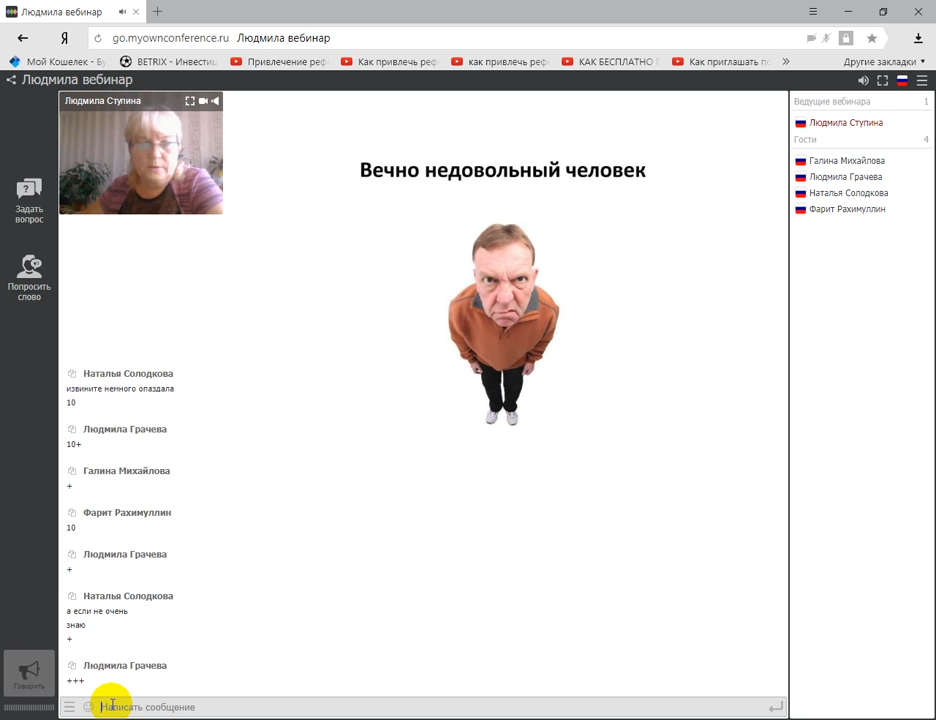 Людмила вебинар
go.myownconference.ru Людмила вебинар
Мой Кошелек - Бу
BETRIX - Инвести
Привлечение реф
Как привлечь реф
как привлечь реф
КАК БЕСПЛАТНО
Как приглашать по
Другие закладки
Людмила вебинар
Людмила Ступина
Вечно недовольный человек
Задать
вопрос
Попросить
слово
Наталья Солодкова
извините немного опаздала
10
Людмила Грачева
10+
Галина Михайлова
+
Фарит Рахимуллин
10
Людмила Грачева
+
Наталья Солодкова
а если не очень
знаю
+
Людмила Грачева
+++
Говорить
Написать сообщение
Ведущие вебинара 1
Людмила Ступина
Гости 4
Галина Михайлова
Людмила Грачева
Наталья Солодкова
Фарит Рахимуллин